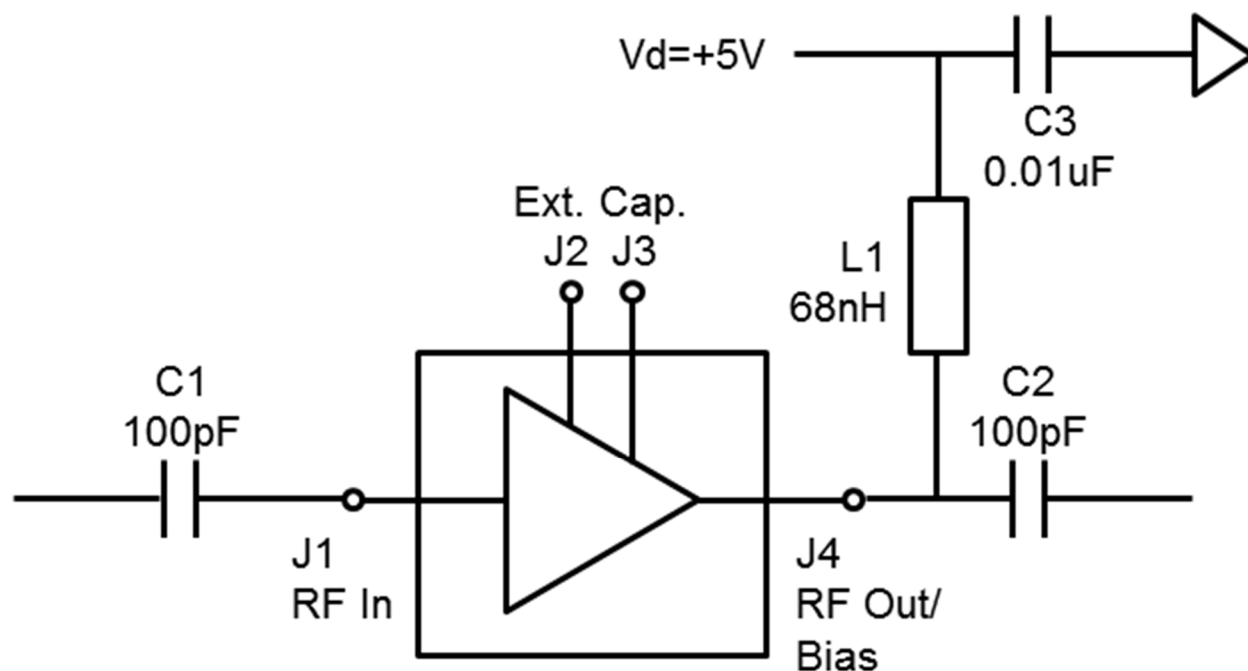 Vd=+5V
C3
0.01uF
Ext. Cap.
J2 J3
L1
68nH
C1
100pF
C2
100pF
J1
RF In
J4
RF Out/
Bias